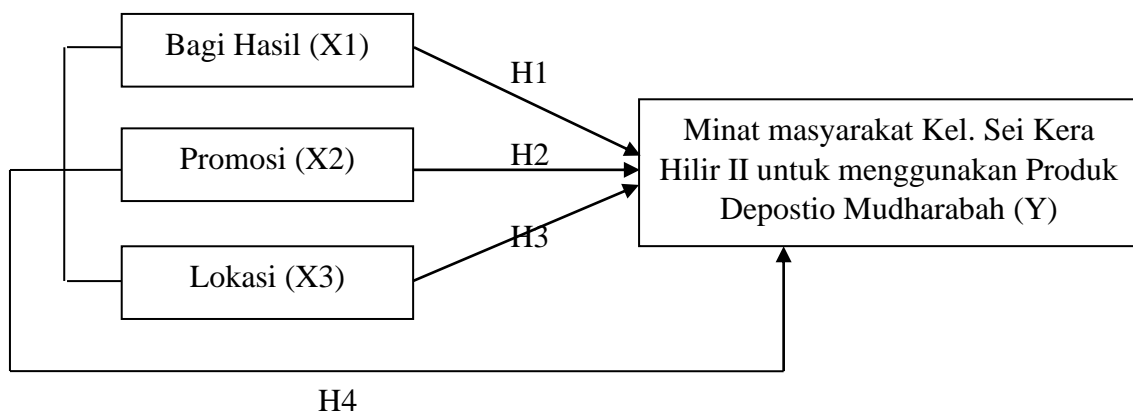 Bagi Hasil (X1)
H1
Promosi (X2)
H2
Minat masyarakat Kel. Sei Kera
Hilir II untuk menggunakan Produk
Depostio Mudharabah (Y)
H3
Lokasi (X3)
H4